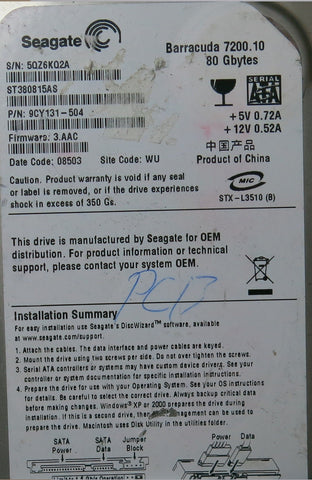 Seagate
Barracuda 7200.10
80 Gbytes
S/N: 5QZ6KQ2A
ST380815AS
SERIAL
ATA
P/N: 9CY131-504
+5V 0.72A
+12V 0.52A
Firmware: 3.AAC
中国产品
Date Code: 08503 Site Code: WU
Product of China
Caution. Product warranty is void if any seal
or label is removed, or if the drive experiences
shock in excess of 350 Gs.
MIC
STX-L3510 (B)
This drive is manufactured by Seagate for OEM
distribution. For product information or technical
support, please contact your system OEM.
PC13
Installation Summary
For easy installation use Seagate's DiscWizard™ software, available
at www.seagate.com/support.
1. Attach the cables. The data interface and power cables are keyed.
2. Mount the drive using two screws per side. Do not over tighten the screws.
3. Serial ATA controllers or systems may have custom device drivers. See your
controller or system documentation for specific installation instructions.
4. Prepare the drive for use with your Operating System. See your OS instructions
for details. Be careful to select the correct drive. Always backup critical data
before making changes. Windows® XP or 2000 prepares the drive during
installation. If this is a second drive, the management can be used to
prepare the drive. Macintosh uses Disk Utility in the utilities folder.
SATA Power
SATA Data
Jumper Block
Power Data